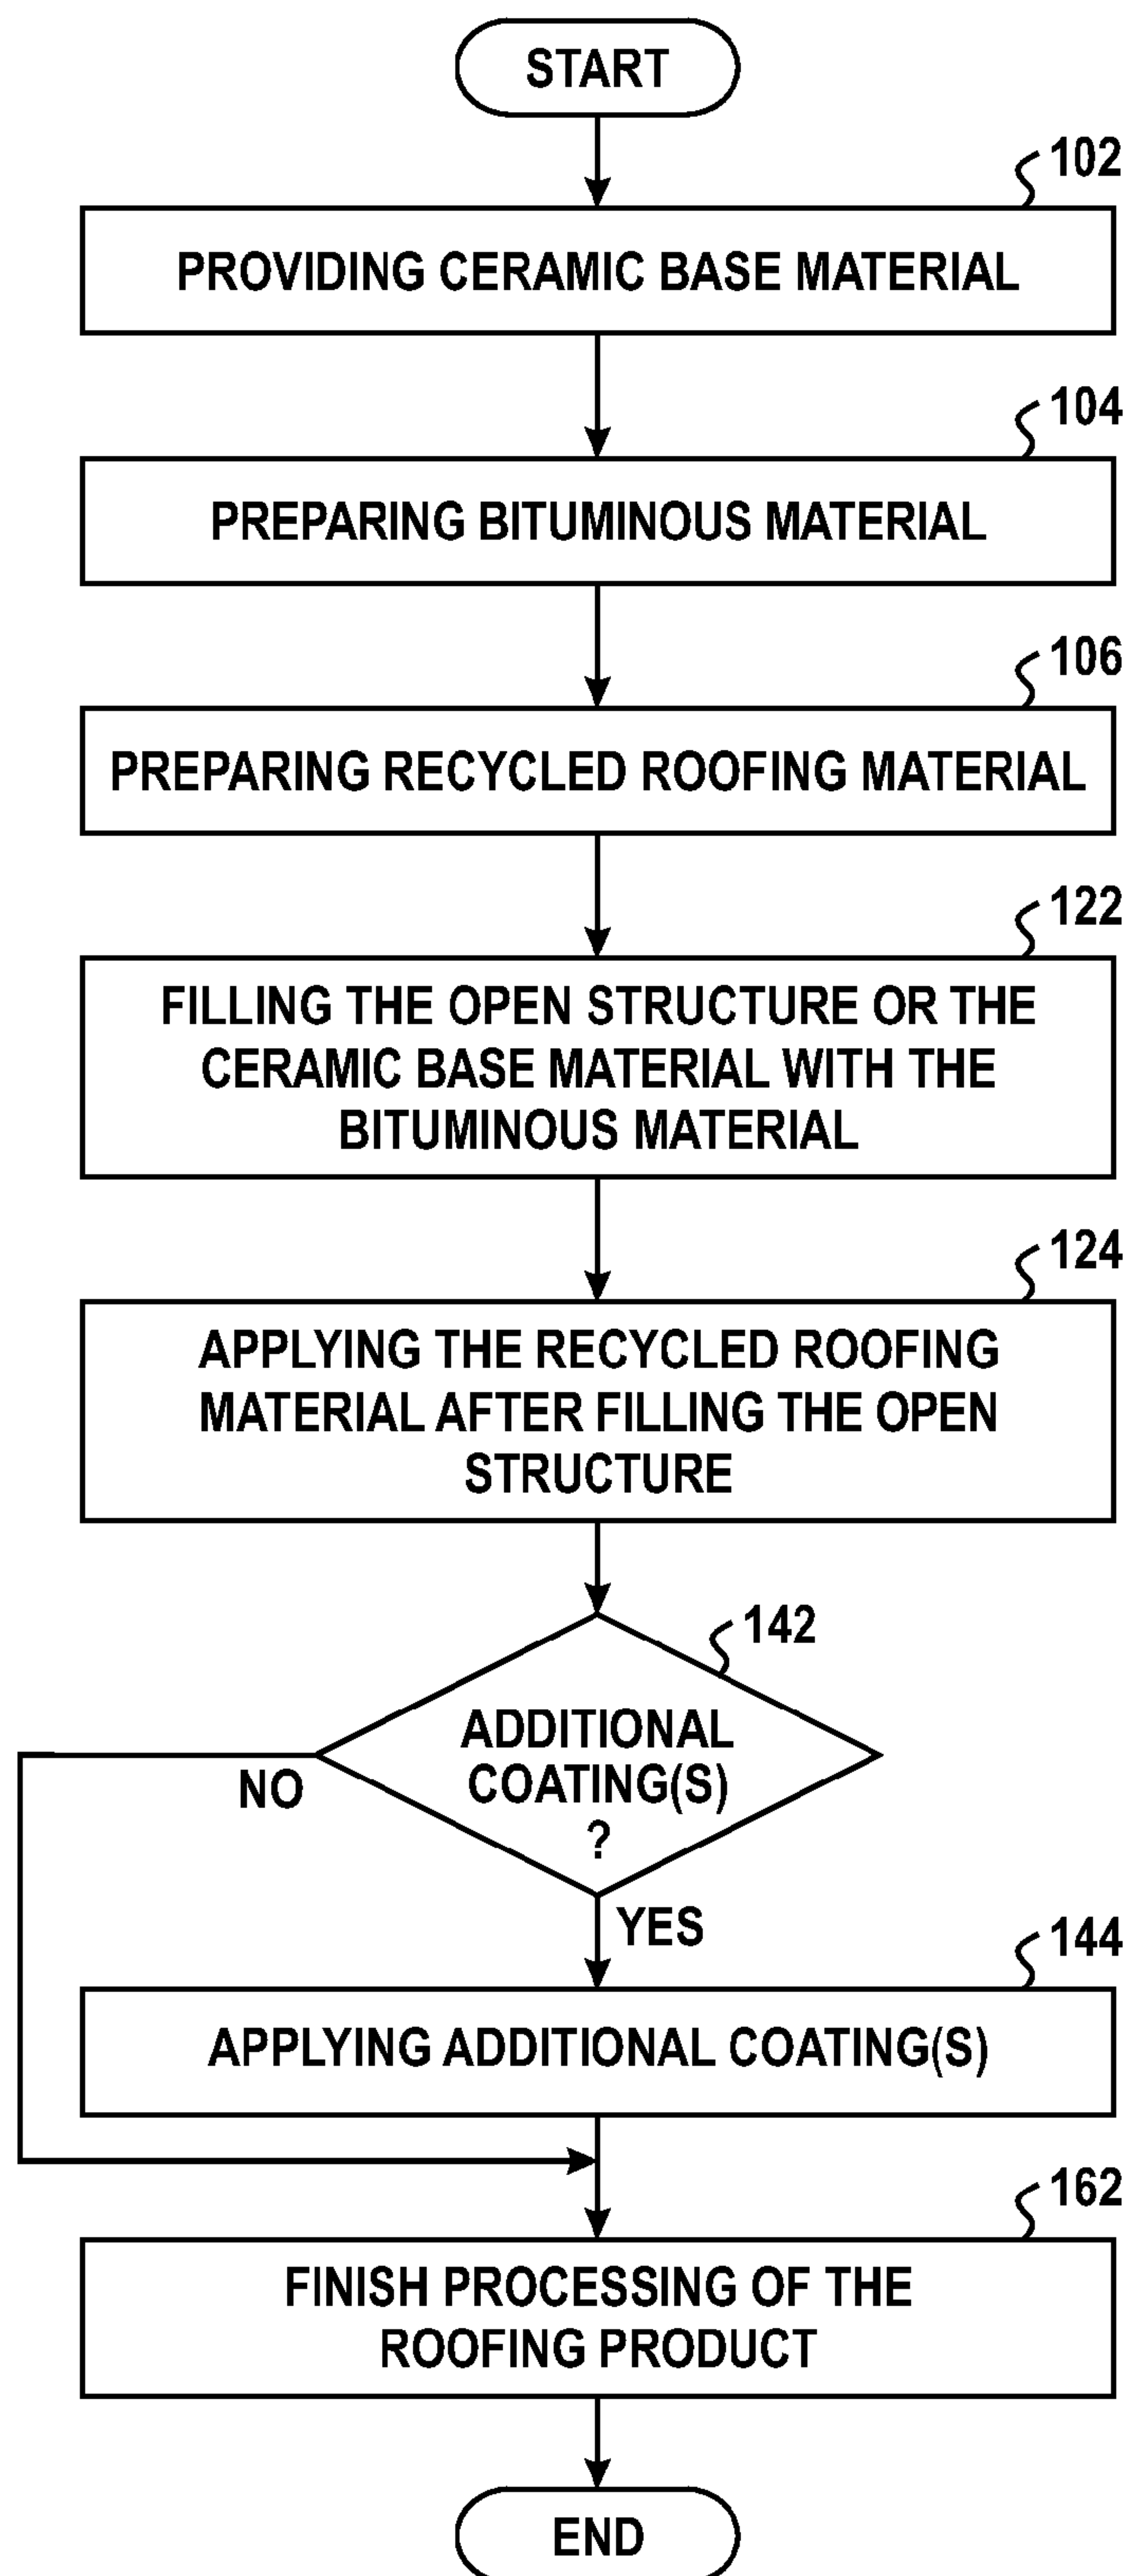 START
102
PROVIDING CERAMIC BASE MATERIAL
104
PREPARING BITUMINOUS MATERIAL
106
PREPARING RECYCLED ROOFING MATERIAL
122
FILLING THE OPEN STRUCTURE OR THE
CERAMIC BASE MATERIAL WITH THE
BITUMINOUS MATERIAL
124
APPLYING THE RECYCLED ROOFING
MATERIAL AFTER FILLING THE OPEN
STRUCTURE
142
ADDITIONAL
COATING(S)
?
NO
YES
144
APPLYING ADDITIONAL COATING(S)
162
FINISH PROCESSING OF THE
ROOFING PRODUCT
END